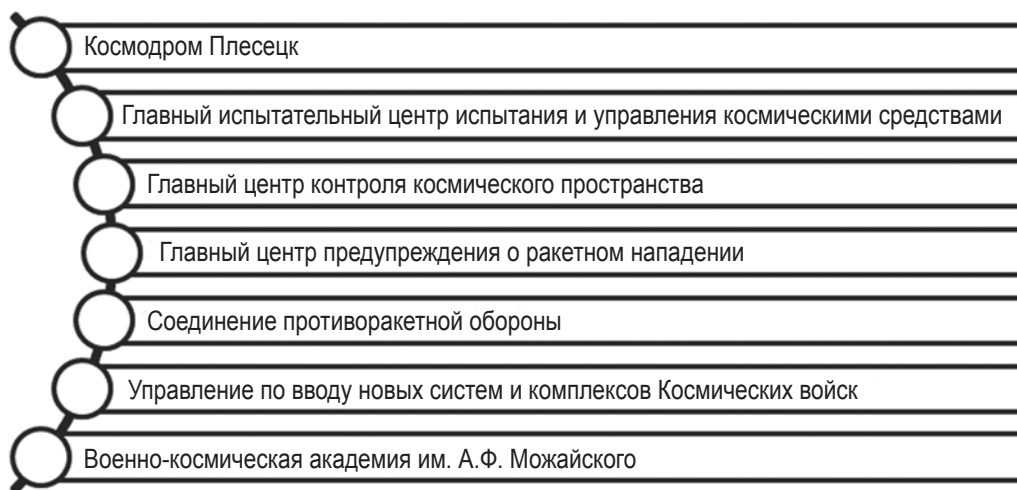 Космодром Плесецк
Главный испытательный центр испытания и управления космическими средствами
Главный центр контроля космического пространства
Главный центр предупреждения о ракетном нападении
Соединение противоракетной обороны
Управление по вводу новых систем и комплексов Космических войск
Военно-космическая академия им. А.Ф. Можайского